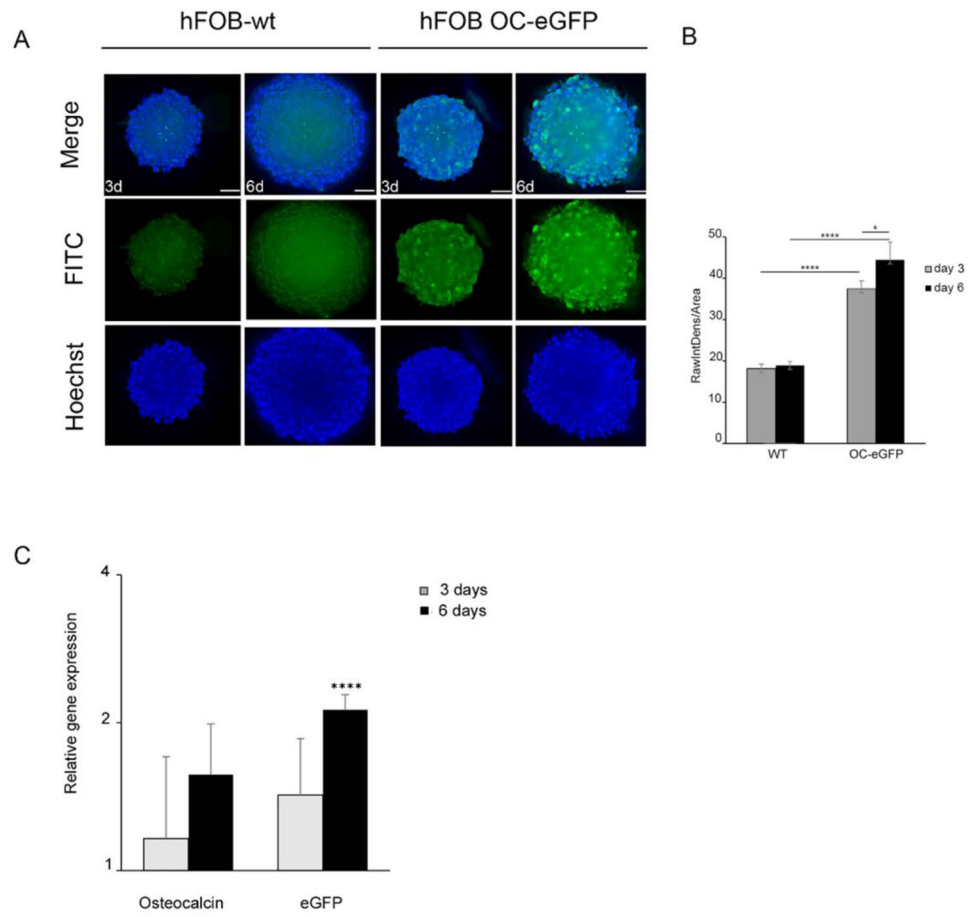 A
hFOB-wt
hFOB OC-eGFP
Merge
3d
6d
3d
6d
FITC
Hoechst
B
RawIntDens/Area
50
40
30
20
10
0
****
*
****
day 3
day 6
WT
OC-eGFP
C
Relative gene expression
4
2
1
3 days
6 days
****
Osteocalcin
eGFP